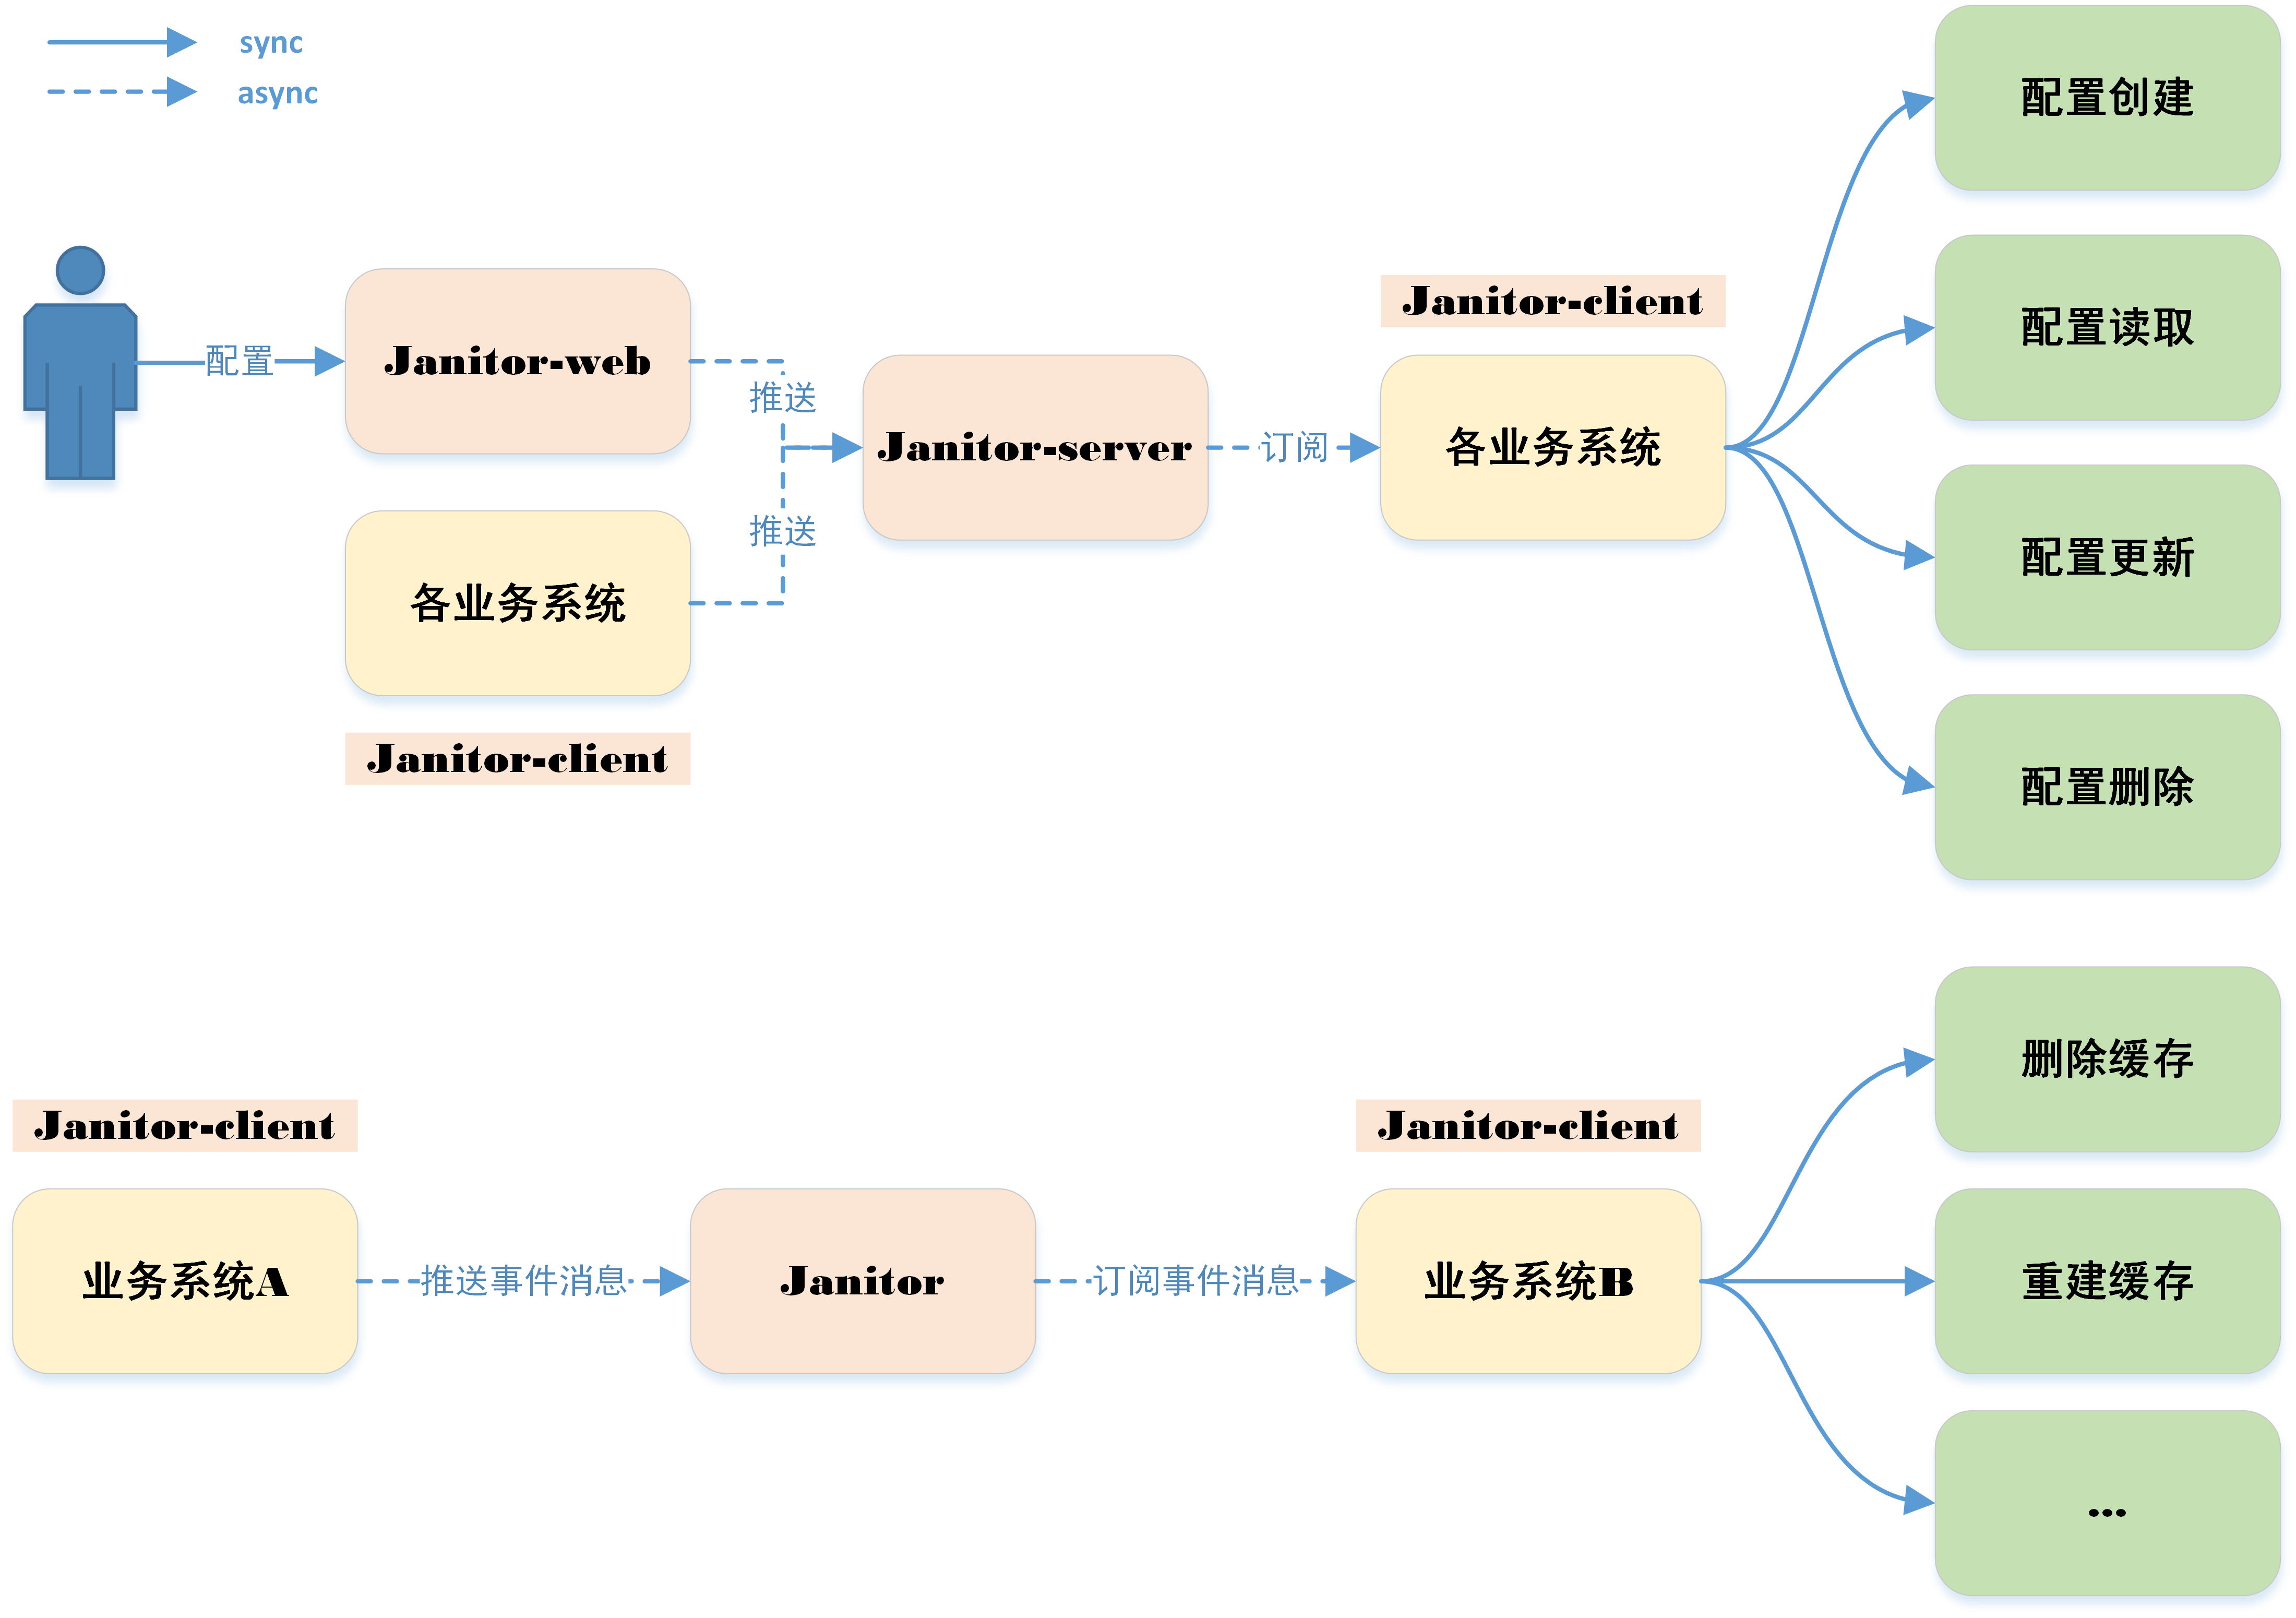 sync
async
配置创建
配置读取
Janitor-client
配置
Janitor-web
推送
Janitor-server
订阅
各业务系统
推送
配置更新
各业务系统
Janitor-client
配置删除
删除缓存
Janitor-client
Janitor-client
业务系统A
推送事件消息
Janitor
订阅事件消息
业务系统B
重建缓存
...